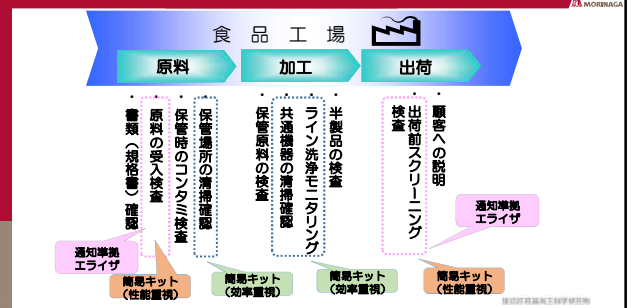 MORINAGA
食品工場
原料
加工
出荷
・書類（規格書）確認
・原料の受入検査
・保管時のコンタミ検査
・保管場所の清掃確認
・保管原料の検査
・共通機器の清掃確認
・ライン洗浄モニタリング
・半製品の検査
・出荷前スクリーニング
検査
・顧客への説明
通知準拠
エライザ
簡易キット
（性能重視）
簡易キット
（効率重視）
簡易キット
（効率重視）
簡易キット
（性能重視）
通知準拠
エライザ